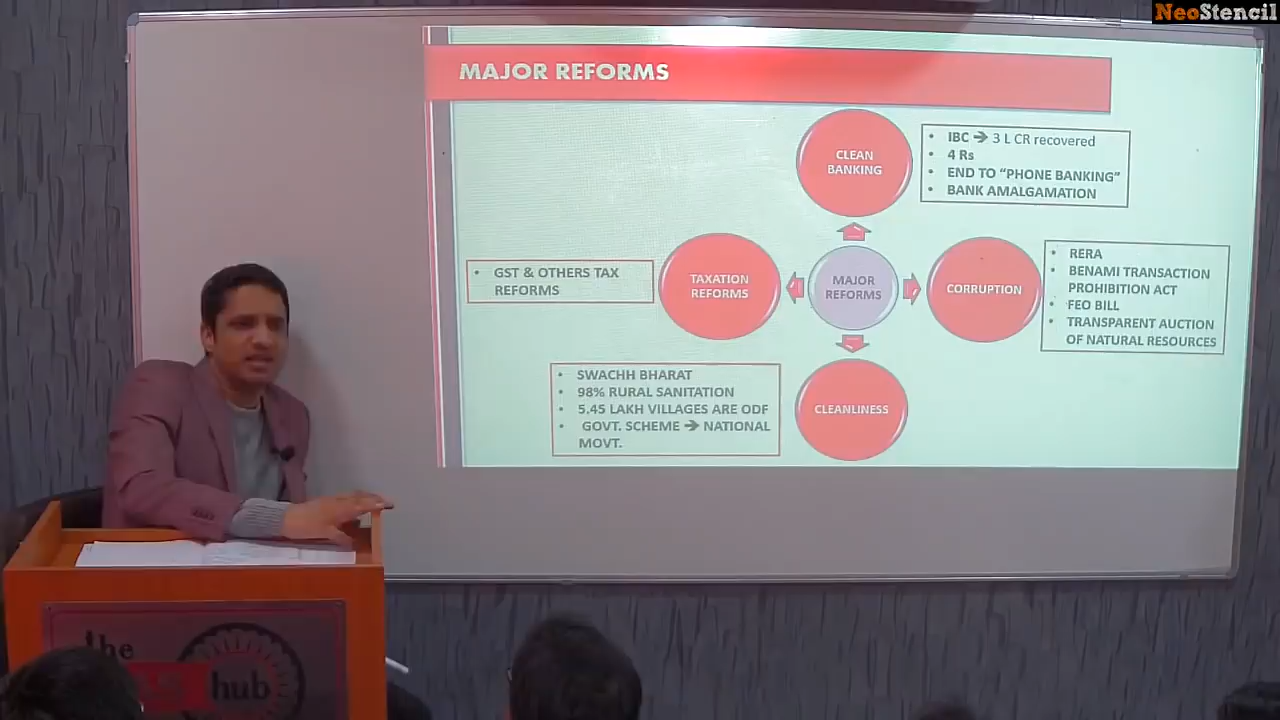 NeoStencil
MAJOR REFORMS
CLEAN
BANKING
• IBC ➔ 3 L CR recovered
• 4 Rs
• END TO “PHONE BANKING”
• BANK AMALGAMATION
• GST & OTHERS TAX
REFORMS
TAXATION
REFORMS
MAJOR
REFORMS
CORRUPTION
• RERA
• BENAMI TRANSACTION
PROHIBITION ACT
• FEO BILL
• TRANSPARENT AUCTION
OF NATURAL RESOURCES
• SWACHH BHARAT
• 98% RURAL SANITATION
• 5.45 LAKH VILLAGES ARE ODF
• GOVT. SCHEME ➔ NATIONAL
MOVT.
CLEANLINESS
the
hub